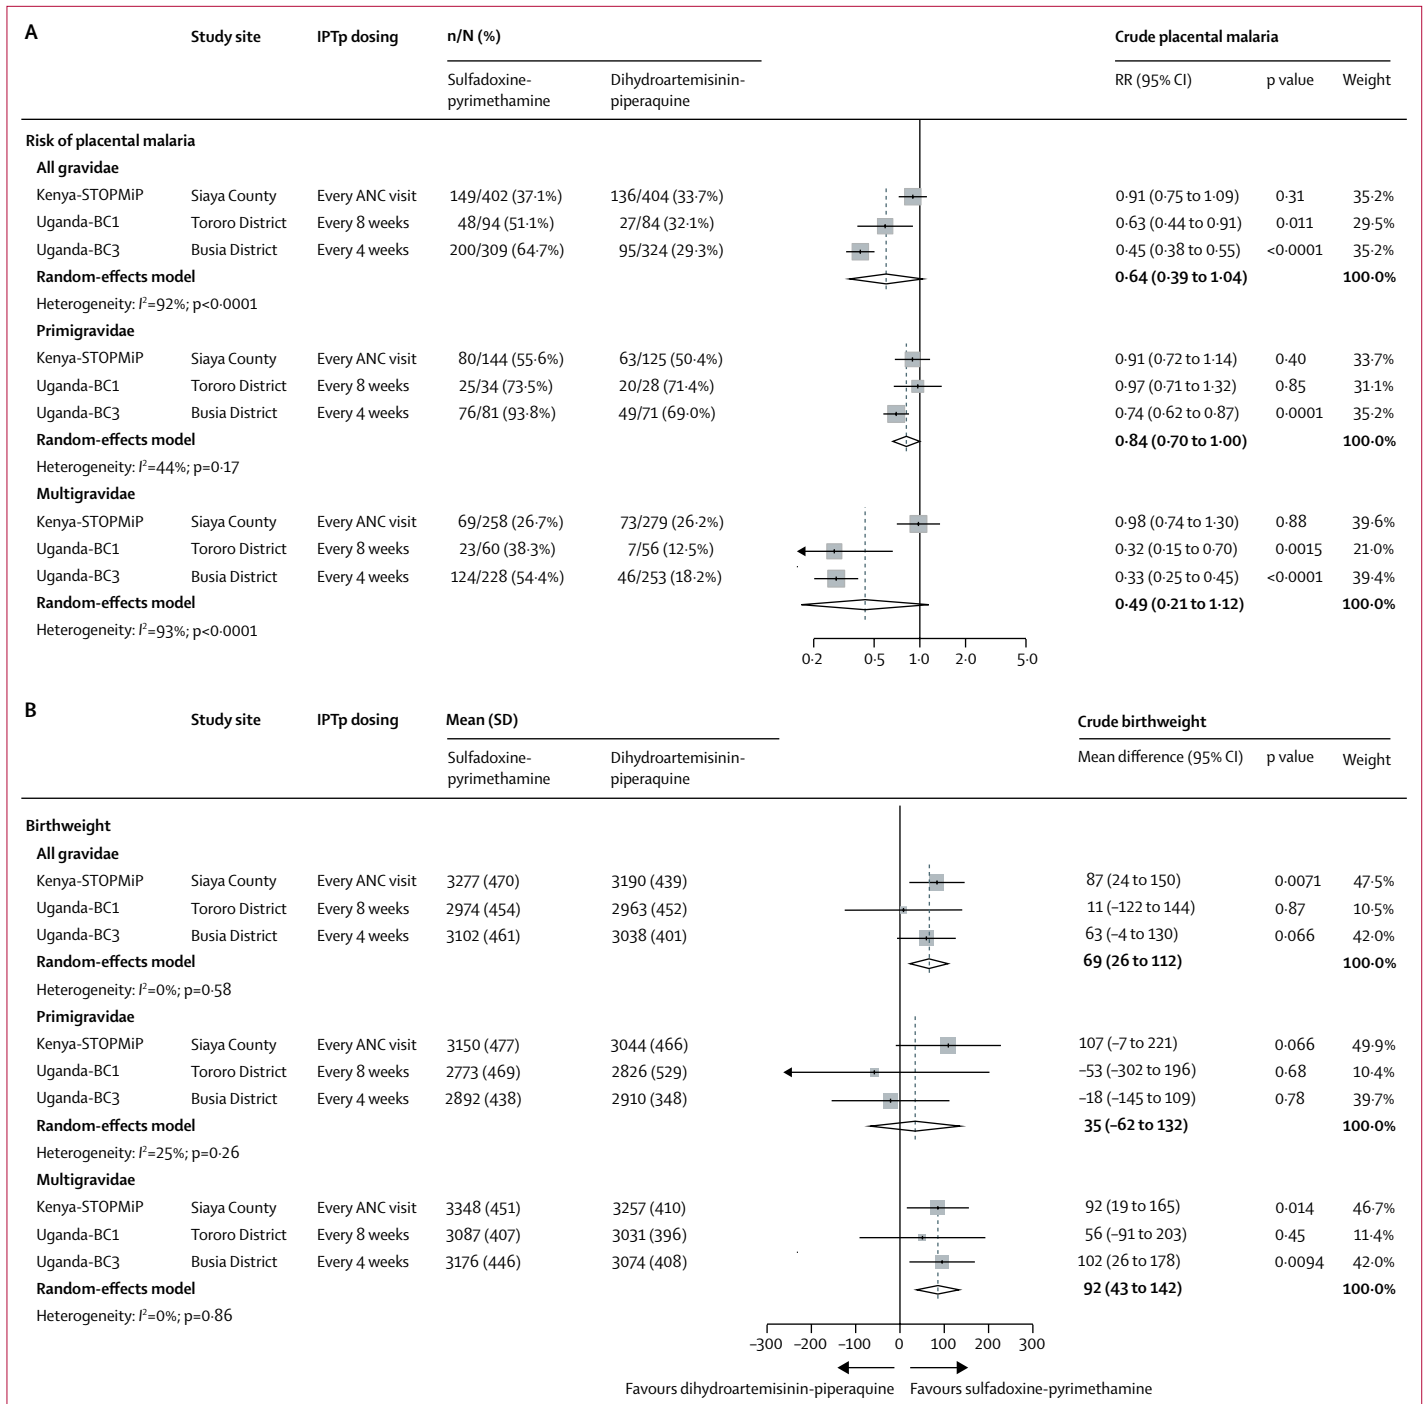 A
Study site IPTp dosing n/N (%) Crude placental malaria
Sulfadoxine-pyrimethamine Dihydroartemisinin-piperaquine RR (95% CI) p value Weight
Risk of placental malaria
All gravidae
Kenya-STOPMiP Siaya County Every ANC visit 149/402 (37·1%) 136/404 (33·7%) 0·91 (0·75 to 1·09) 0·31 35·2%
Uganda-BC1 Tororo District Every 8 weeks 48/94 (51·1%) 27/84 (32·1%) 0·63 (0·44 to 0·91) 0·011 29·5%
Uganda-BC3 Busia District Every 4 weeks 200/309 (64·7%) 95/324 (29·3%) 0·45 (0·38 to 0·55) <0·0001 35·2%
Random-effects model 0·64 (0·39 to 1·04) 100·0%
Heterogeneity: I²=92%; p<0·0001
Primigravidae
Kenya-STOPMiP Siaya County Every ANC visit 80/144 (55·6%) 63/125 (50·4%) 0·91 (0·72 to 1·14) 0·40 33·7%
Uganda-BC1 Tororo District Every 8 weeks 25/34 (73·5%) 20/28 (71·4%) 0·97 (0·71 to 1·32) 0·85 31·1%
Uganda-BC3 Busia District Every 4 weeks 76/81 (93·8%) 49/71 (69·0%) 0·74 (0·62 to 0·87) 0·0001 35·2%
Random-effects model 0·84 (0·70 to 1·00) 100·0%
Heterogeneity: I²=44%; p=0·17
Multigravidae
Kenya-STOPMiP Siaya County Every ANC visit 69/258 (26·7%) 73/279 (26·2%) 0·98 (0·74 to 1·30) 0·88 39·6%
Uganda-BC1 Tororo District Every 8 weeks 23/60 (38·3%) 7/56 (12·5%) 0·32 (0·15 to 0·70) 0·0015 21·0%
Uganda-BC3 Busia District Every 4 weeks 124/228 (54·4%) 46/253 (18·2%) 0·33 (0·25 to 0·45) <0·0001 39·4%
Random-effects model 0·49 (0·21 to 1·12) 100·0%
Heterogeneity: I²=93%; p<0·0001
0·2 0·5 1·0 2·0 5·0
B
Study site IPTp dosing Mean (SD) Crude birthweight
Sulfadoxine-pyrimethamine Dihydroartemisinin-piperaquine Mean difference (95% CI) p value Weight
Birthweight
All gravidae
Kenya-STOPMiP Siaya County Every ANC visit 3277 (470) 3190 (439) 87 (24 to 150) 0·0071 47·5%
Uganda-BC1 Tororo District Every 8 weeks 2974 (454) 2963 (452) 11 (–122 to 144) 0·87 10·5%
Uganda-BC3 Busia District Every 4 weeks 3102 (461) 3038 (401) 63 (–4 to 130) 0·066 42·0%
Random-effects model 69 (26 to 112) 100·0%
Heterogeneity: I²=0%; p=0·58
Primigravidae
Kenya-STOPMiP Siaya County Every ANC visit 3150 (477) 3044 (466) 107 (–7 to 221) 0·066 49·9%
Uganda-BC1 Tororo District Every 8 weeks 2773 (469) 2826 (529) –53 (–302 to 196) 0·68 10·4%
Uganda-BC3 Busia District Every 4 weeks 2892 (438) 2910 (348) –18 (–145 to 109) 0·78 39·7%
Random-effects model 35 (–62 to 132) 100·0%
Heterogeneity: I²=25%; p=0·26
Multigravidae
Kenya-STOPMiP Siaya County Every ANC visit 3348 (451) 3257 (410) 92 (19 to 165) 0·014 46·7%
Uganda-BC1 Tororo District Every 8 weeks 3087 (407) 3031 (396) 56 (–91 to 203) 0·45 11·4%
Uganda-BC3 Busia District Every 4 weeks 3176 (446) 3074 (408) 102 (26 to 178) 0·0094 42·0%
Random-effects model 92 (43 to 142) 100·0%
Heterogeneity: I²=0%; p=0·86
–300 –200 –100 0 100 200 300
Favours dihydroartemisinin-piperaquine Favours sulfadoxine-pyrimethamine